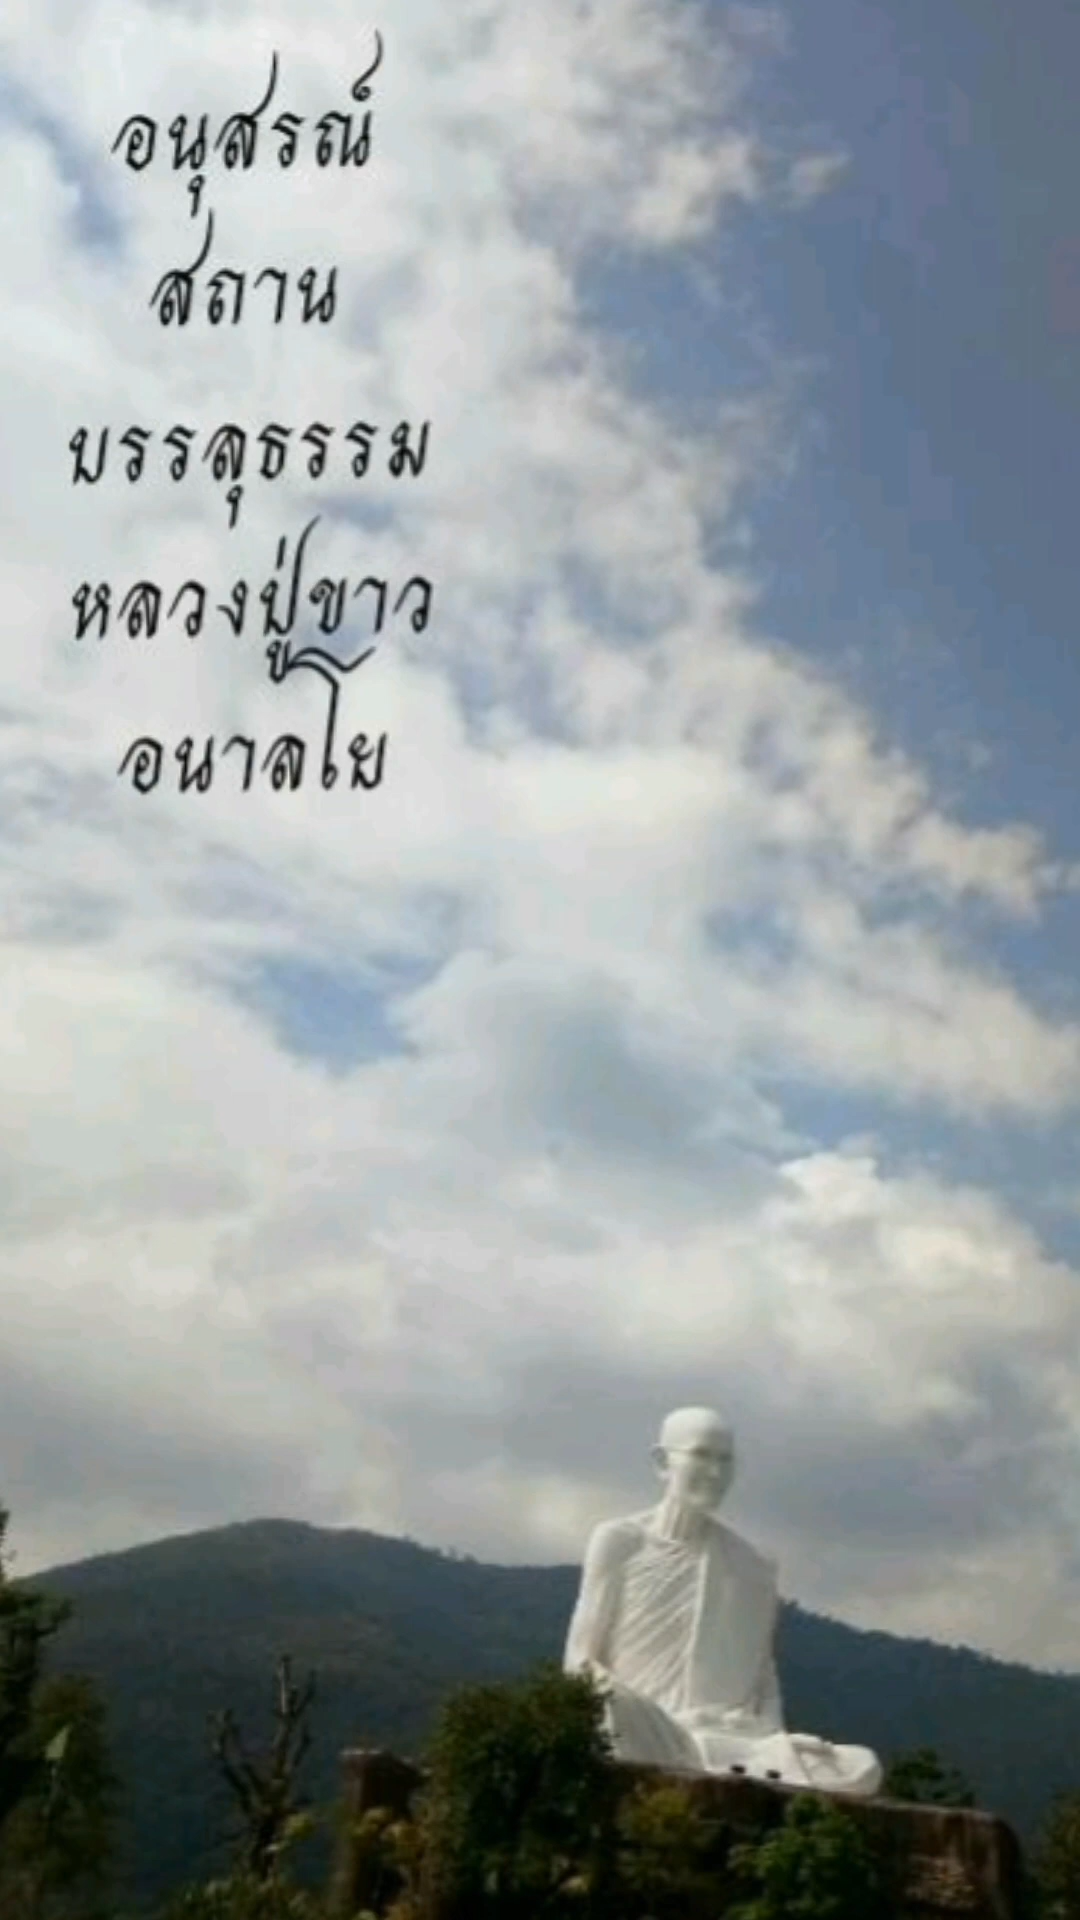 อนุสรณ์
สถาน
บรรลุธรรม
หลวงปู่ขาว
อนาลโย